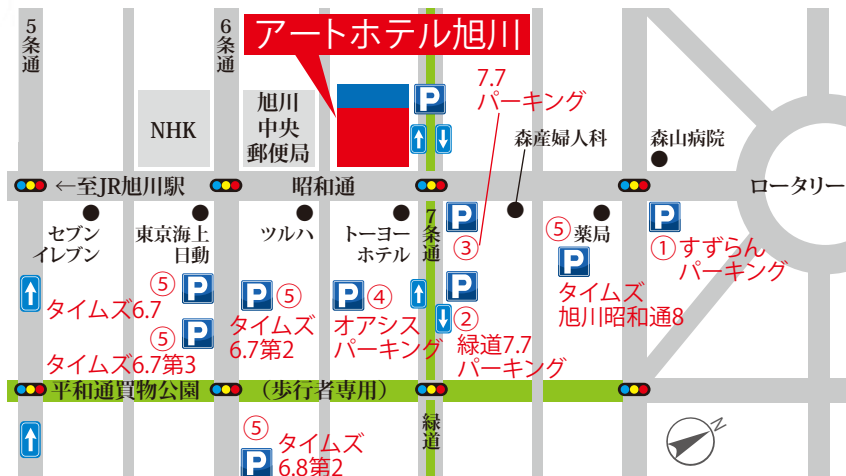 5条通
6条通
アートホテル旭川
NHK
旭川
中央
郵便局
P
7.7
パーキング
森産婦人科
森山病院
←至JR旭川駅
昭和通
ロータリー
セブン
イレブン
東京海上
日動
ツルハ
トーヨー
ホテル
7条通
P
③
⑤薬局
P
P
①すずらん
パーキング
タイムズ6.7
⑤P
P⑤
タイムズ
6.7第2
P④
オアシス
パーキング
P
②
緑道7.7
パーキング
タイムズ
旭川昭和通8
⑤P
タイムズ6.7第3
平和通買物公園
(歩行者専用)
緑道
⑤
P
タイムズ
6.8第2
N